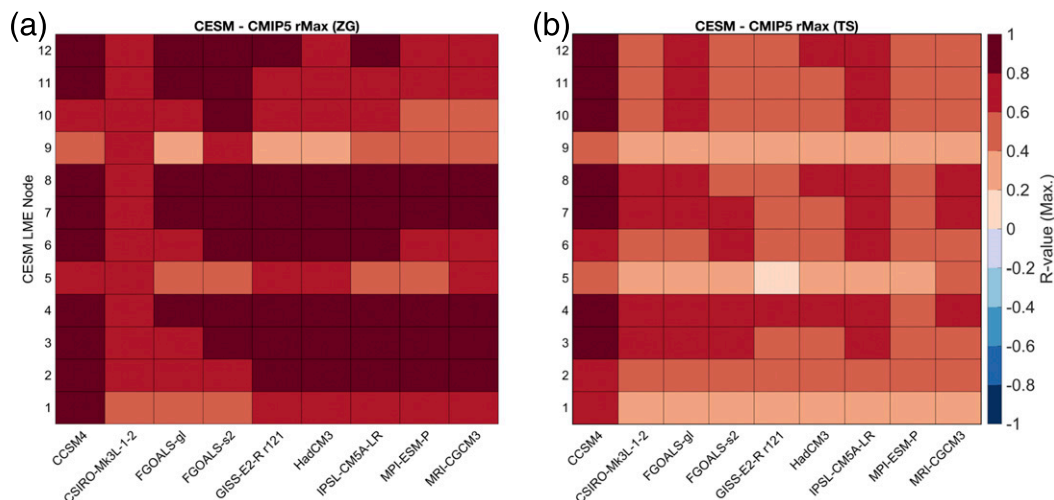 (a)
CESM - CMIP5 rMax (ZG)
CESM LME Node
12
11
10
9
8
7
6
5
4
3
2
1
CCSM4
CSIRO-Mk3L-1-2
FGOALS-gl
FGOALS-s2
GISS-E2-R r121
HadCM3
IPSL-CM5A-LR
MPI-ESM-P
MRI-CGCM3
(b)
CESM - CMIP5 rMax (TS)
12
11
10
9
8
7
6
5
4
3
2
1
CCSM4
CSIRO-Mk3L-1-2
FGOALS-gl
FGOALS-s2
GISS-E2-R r121
HadCM3
IPSL-CM5A-LR
MPI-ESM-P
MRI-CGCM3
1
0.8
0.6
0.4
0.2
0
-0.2
-0.4
-0.6
-0.8
-1
R-value (Max.)